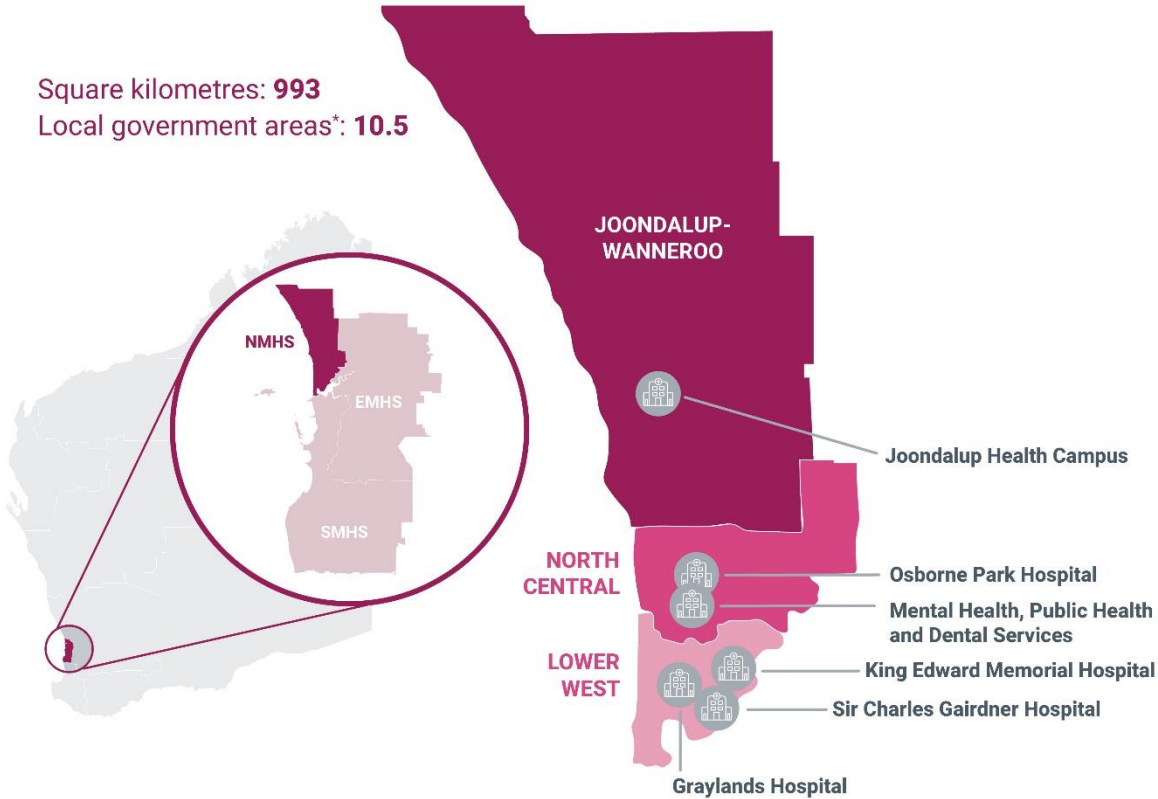 Square kilometres: 993
Local government areas*: 10.5
JOONDALUP-
WANNEROO
NMHS
EMHS
SMHS
Joondalup Health Campus
NORTH
CENTRAL
Osborne Park Hospital
Mental Health, Public Health
and Dental Services
LOWER
WEST
King Edward Memorial Hospital
Sir Charles Gairdner Hospital
Graylands Hospital